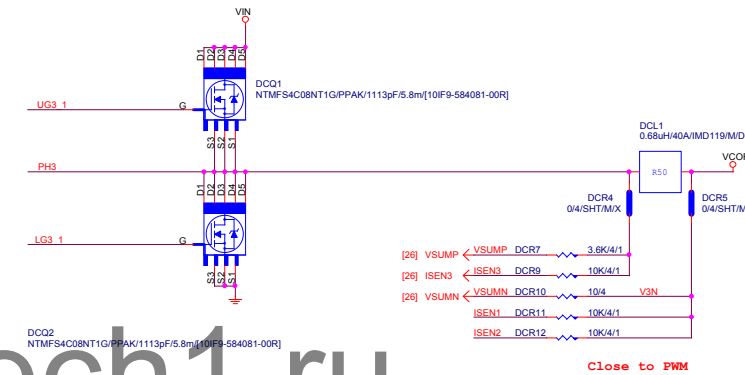 VIN
D1 D2 D3 D4 D5
DCQ1
NTMFS4C08NT1G/PPAK/1113pF/5.8m/[10IF9-584081-00R]
UG3_1
G
S3 S2 S1
DCL1
0.68uH/40A/IMD119/M/D
PH3
R50
VCO
D1 D2 D3 D4 D5
DCR4
0/4/SHT/M/X
DCR5
0/4/SHT/M
LG3_1
G
S3 S2 S1
[26] VSUMP VSUMP DCR7 3.6K/4/1
[26] ISEN3 ISEN3 DCR9 10K/4/1
[26] VSUMN VSUMN DCR10 10/4 V3N
ISEN1 DCR11 10K/4/1
ISEN2 DCR12 10K/4/1
DCQ2
NTMFS4C08NT1G/PPAK/1113pF/5.8m/[10IF9-584081-00R]
Close to PWM
och1.ru